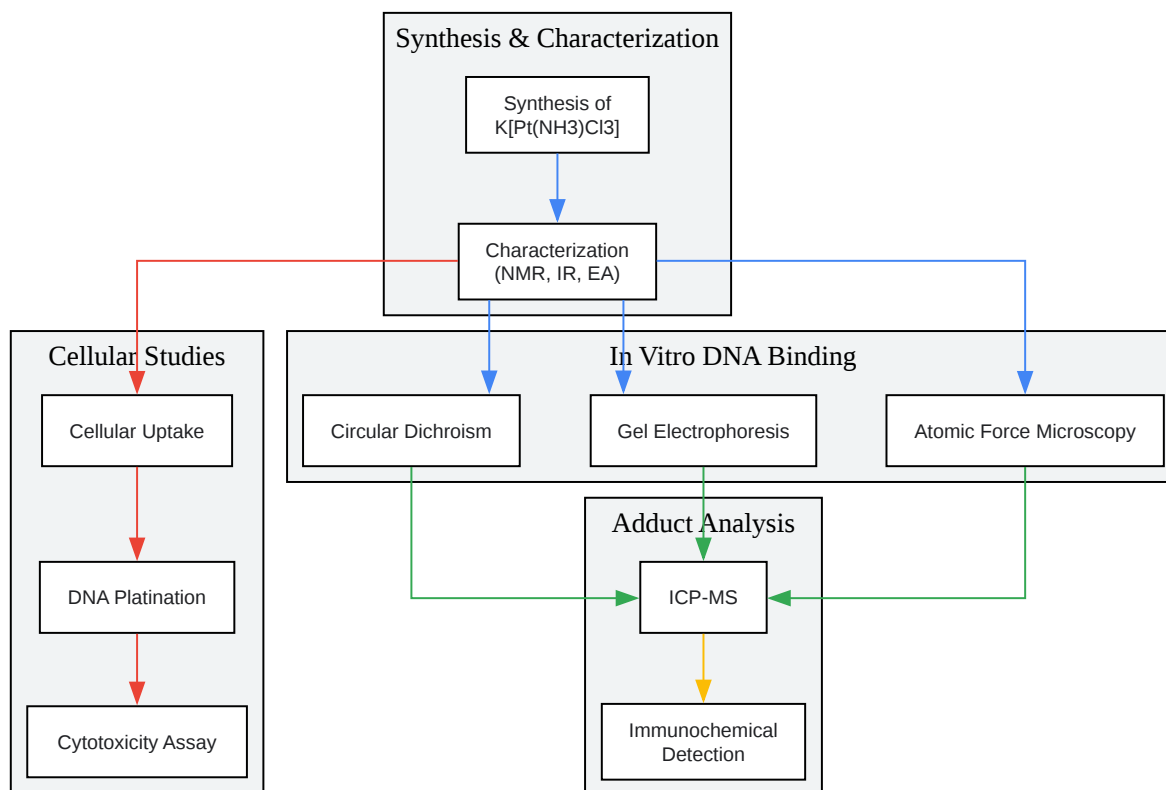 Synthesis & Characterization
Synthesis of
K[Pt(NH3)Cl3]
Characterization
(NMR, IR, EA)
Cellular Studies
Cellular Uptake
DNA Platination
Cytotoxicity Assay
In Vitro DNA Binding
Circular Dichroism
Gel Electrophoresis
Atomic Force Microscopy
Adduct Analysis
ICP-MS
Immunochemical
Detection